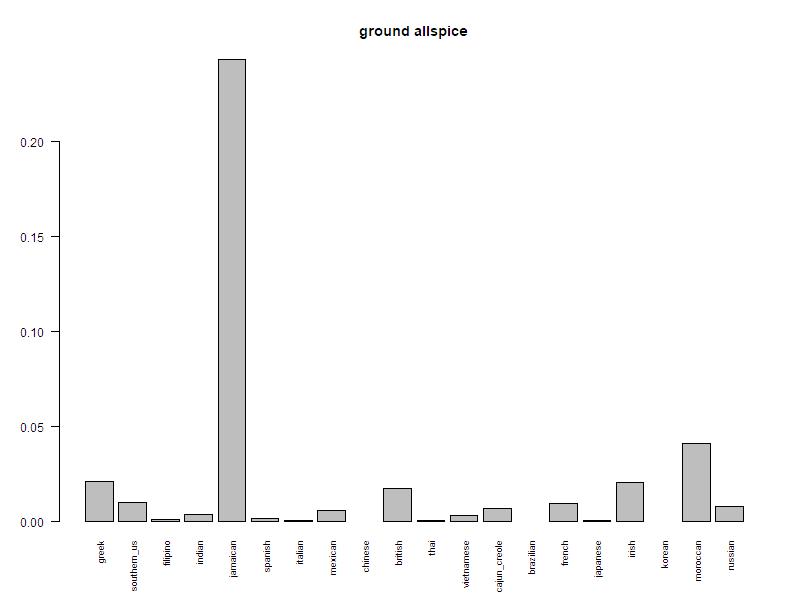 ground allspice
0.20
0.15
0.10
0.05
0.00
greek
southern_us
filipino
indian
jamaican
spanish
italian
mexican
chinese
british
thai
vietnamese
cajun_creole
brazilian
french
japanese
irish
korean
moroccan
russian